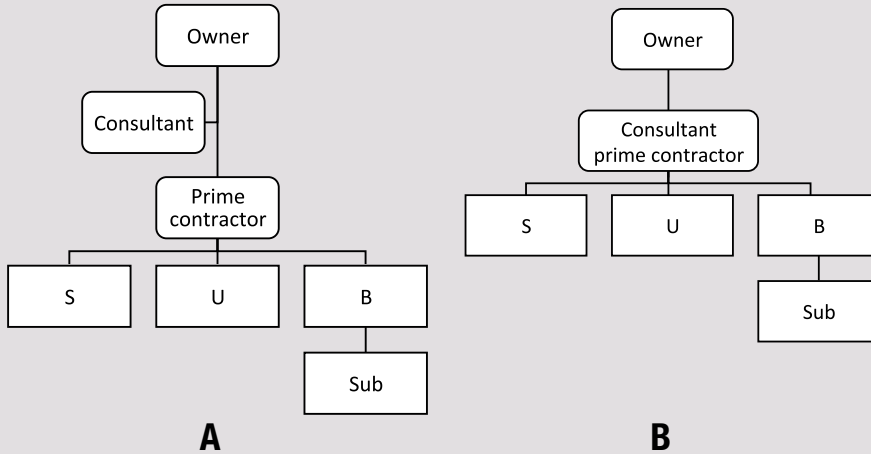 Owner
Consultant
Prime
contractor
S
U
B
Sub
A
Owner
Consultant
prime contractor
S
U
B
Sub
B